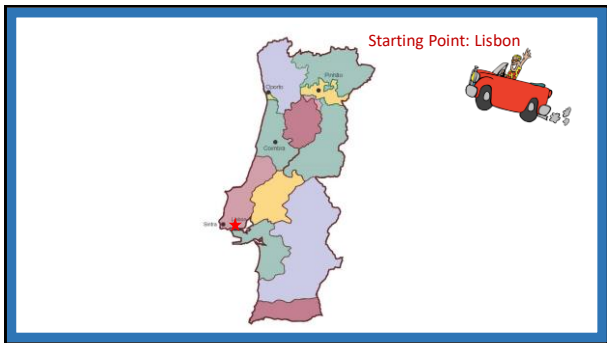 Starting Point: Lisbon
Pinhão
Oporto
Coimbra
Sintra
Lisbon